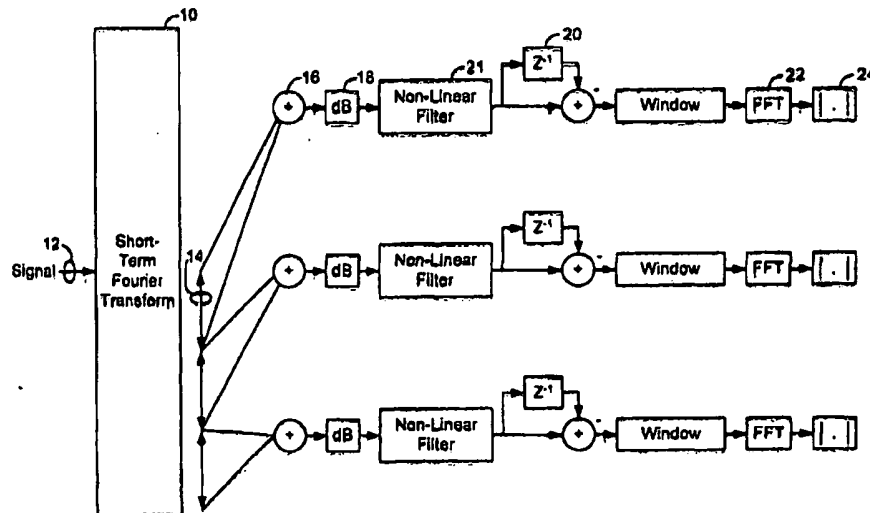 10
16
18
21
20
22
24
+
dB
Non-Linear
Filter
Z-1
+
-
Window
FFT
| . |
12
Signal
Short-
Term
Fourier
Transform
14
+
dB
Non-Linear
Filter
Z-1
+
-
Window
FFT
| . |
+
dB
Non-Linear
Filter
Z-1
+
-
Window
FFT
| . |